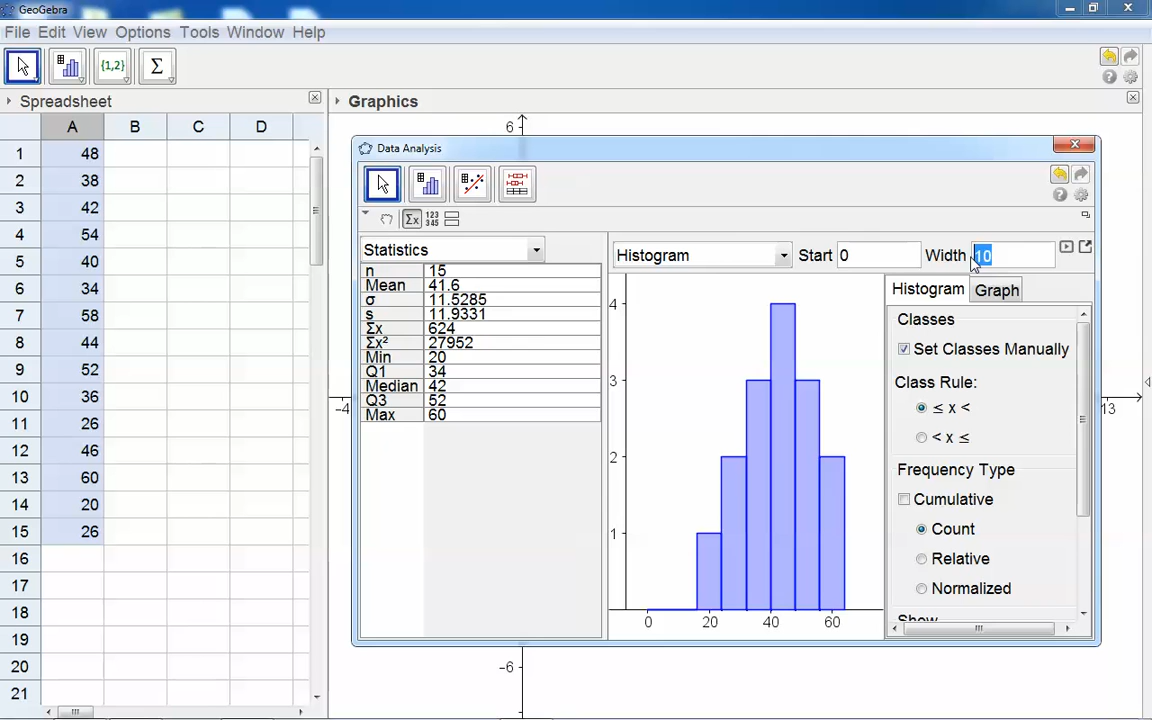 GeoGebra
File Edit View Options Tools Window Help
{1,2} Σ
Spreadsheet
Graphics
A B C D
1 48
2 38
3 42
4 54
5 40
6 34
7 58
8 44
9 52
10 36
11 26
12 46
13 60
14 20
15 26
16
17
18
19
20
21
6
-4
13
-6
Data Analysis
Σx 123
345
Statistics
n 15
Mean 41.6
σ 11.5285
s 11.9331
Σx 624
Σx² 27952
Min 20
Q1 34
Median 42
Q3 52
Max 60
Histogram Start 0 Width 10
4
3
2
1
0 20 40 60
Histogram Graph
Classes
Set Classes Manually
Class Rule:
≤ x <
< x ≤
Frequency Type
Cumulative
Count
Relative
Normalized
Show